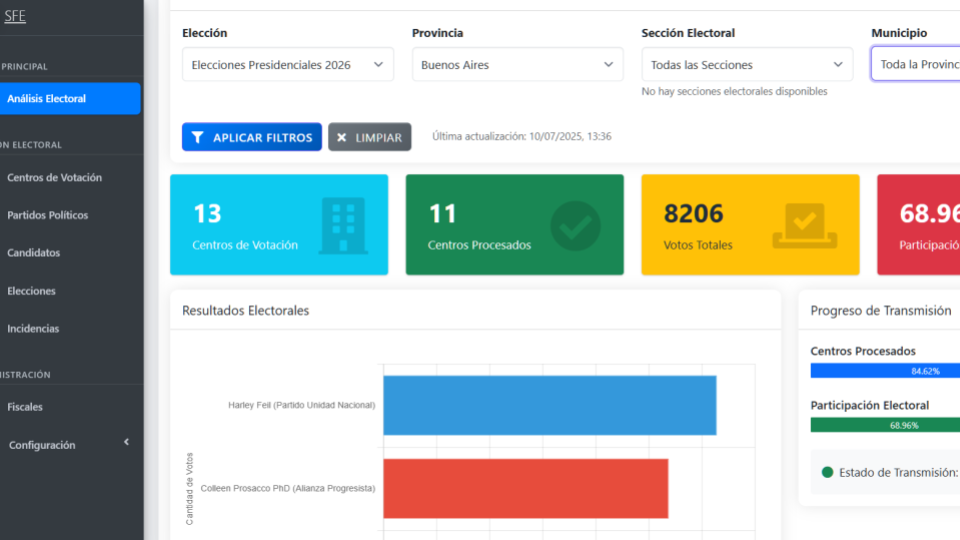 SFE
PRINCIPAL
Análisis Electoral
ELECTORAL
Centros de Votación
Partidos Políticos
Candidatos
Elecciones
Incidencias
Fiscales
Configuración
Elección
Provincia
Sección Electoral
Municipio
Elecciones Presidenciales 2026
Buenos Aires
Todas las Secciones
Toda la Provinc
No hay secciones electorales disponibles
APLICAR FILTROS
LIMPIAR
Última actualización: 10/07/2025, 13:36
13
Centros de Votación
11
Centros Procesados
8206
Votos Totales
68.96
Participació
Resultados Electorales
Harley Feil (Partido Unidad Nacional)
Colleen Prosacco PhD (Alianza Progresista)
Cantidad de Votos
Progreso de Transmisión
Centros Procesados
84.62%
Participación Electoral
68.96%
Estado de Transmisión: